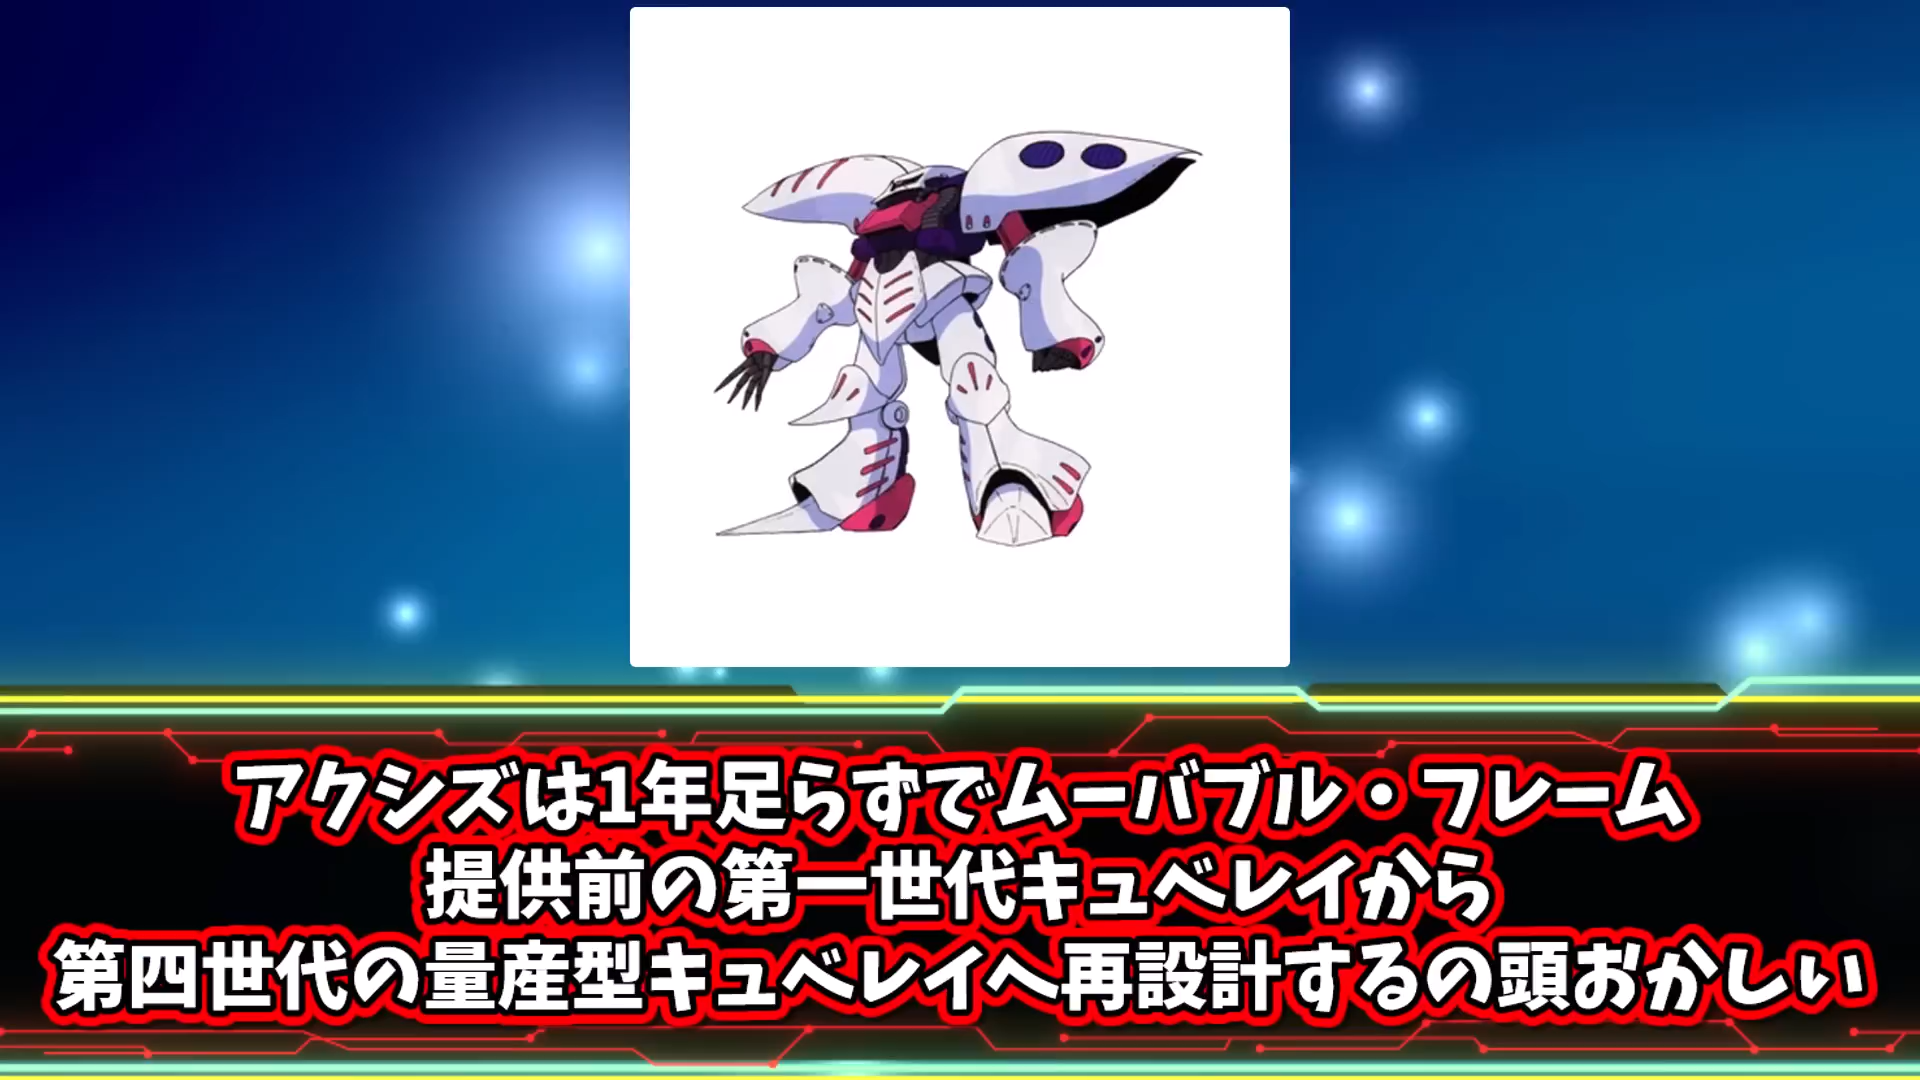 アクシズは1年足らずでムーバブル・フレーム
提供前の第一世代キュベレイから
第四世代の量産型キュベレイへ再設計するの頭おかしい